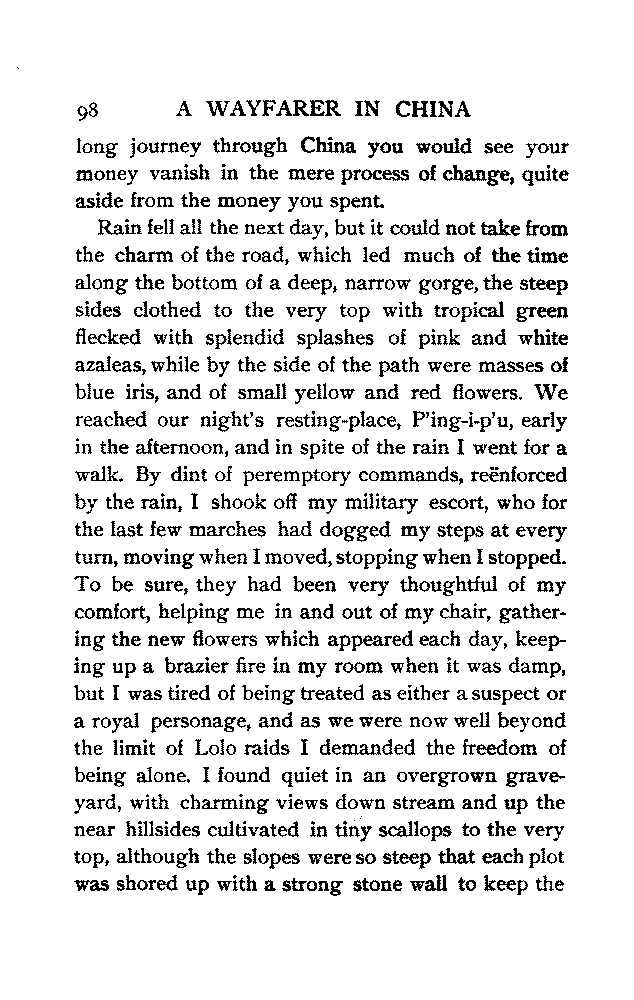 98 A WAYFARER IN CHINA
long journey through China you would see your
money vanish in the mere process of change, quite
aside from the money you spent.
Rain fell all the next day, but it could not take from
the charm of the road, which led much of the time
along the bottom of a deep, narrow gorge, the steep
sides clothed to the very top with tropical green
flecked with splendid splashes of pink and white
azaleas, while by the side of the path were masses of
blue iris, and of small yellow and red flowers. We
reached our night's resting-place, P'ing-i-p'u, early
in the afternoon, and in spite of the rain I went for a
walk. By dint of peremptory commands, reënforced
by the rain, I shook off my military escort, who for
the last few marches had dogged my steps at every
turn, moving when I moved, stopping when I stopped.
To be sure, they had been very thoughtful of my
comfort, helping me in and out of my chair, gather-
ing the new flowers which appeared each day, keep-
ing up a brazier fire in my room when it was damp,
but I was tired of being treated as either a suspect or
a royal personage, and as we were now well beyond
the limit of Lolo raids I demanded the freedom of
being alone. I found quiet in an overgrown grave-
yard, with charming views down stream and up the
near hillsides cultivated in tiny scallops to the very
top, although the slopes were so steep that each plot
was shored up with a strong stone wall to keep the